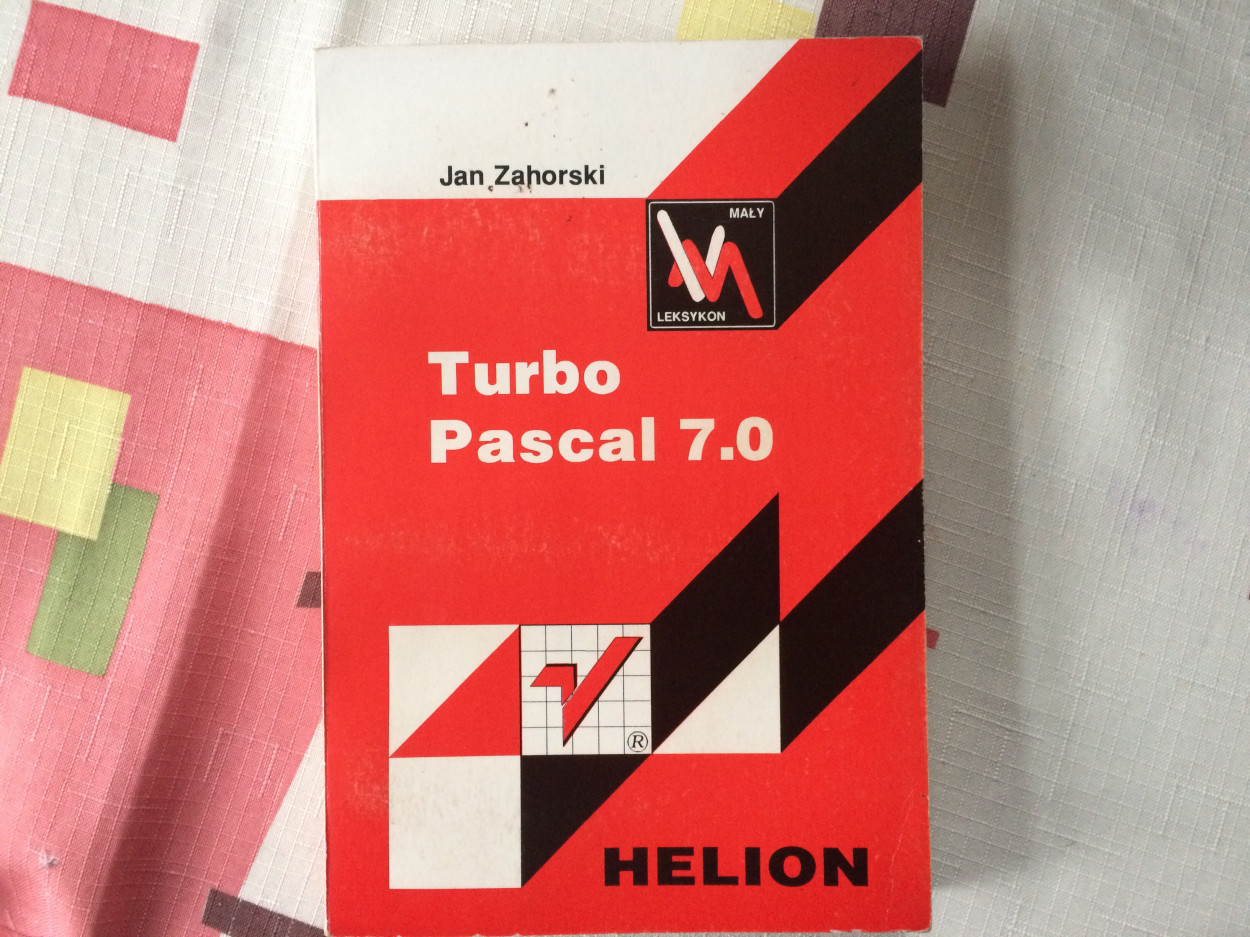 Jan Zahorski
MAŁY
LEKSYKON
Turbo
Pascal 7.0
®
HELION